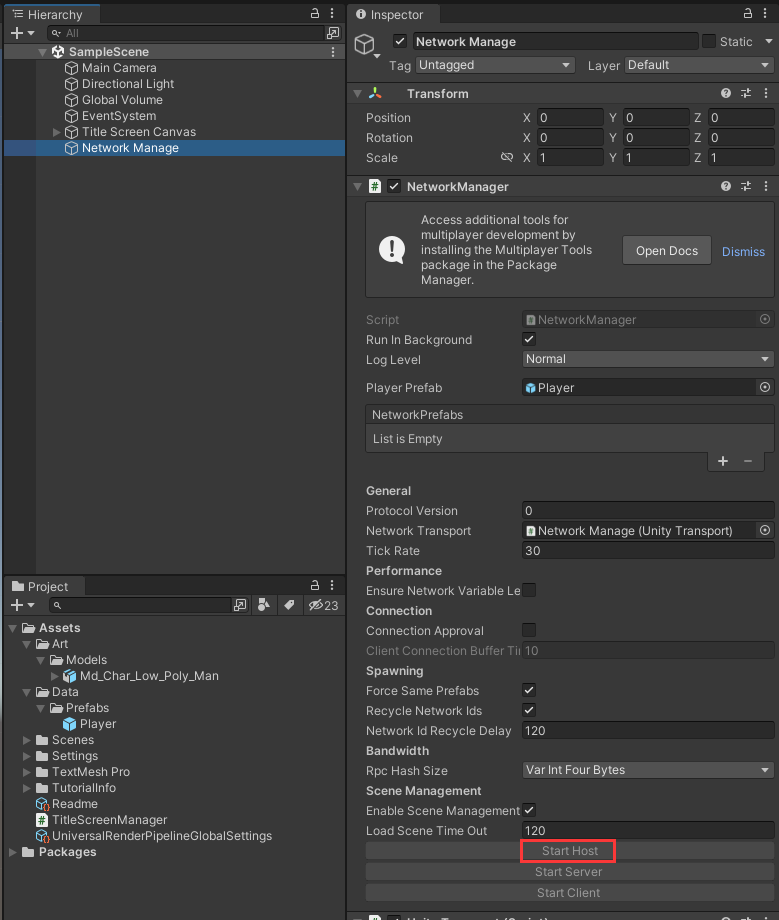 Hierarchy
All
SampleScene
Main Camera
Directional Light
Global Volume
EventSystem
Title Screen Canvas
Network Manage
Project
23
Assets
Art
Models
Md_Char_Low_Poly_Man
Data
Prefabs
Player
Scenes
Settings
TextMesh Pro
TutorialInfo
Readme
TitleScreenManager
UniversalRenderPipelineGlobalSettings
Packages
Inspector
Network Manage Static
Tag Untagged Layer Default
Transform
Position X 0 Y 0 Z 0
Rotation X 0 Y 0 Z 0
Scale X 1 Y 1 Z 1
# NetworkManager
Access additional tools for
multiplayer development by
installing the Multiplayer Tools
package in the Package
Manager.
Open Docs Dismiss
Script # NetworkManager
Run In Background
Log Level Normal
Player Prefab Player
NetworkPrefabs
List is Empty
+ −
General
Protocol Version 0
Network Transport # Network Manage (Unity Transport)
Tick Rate 30
Performance
Ensure Network Variable Le
Connection
Connection Approval
Client Connection Buffer Ti 10
Spawning
Force Same Prefabs
Recycle Network Ids
Network Id Recycle Delay 120
Bandwidth
Rpc Hash Size Var Int Four Bytes
Scene Management
Enable Scene Management
Load Scene Time Out 120
Start Host
Start Server
Start Client